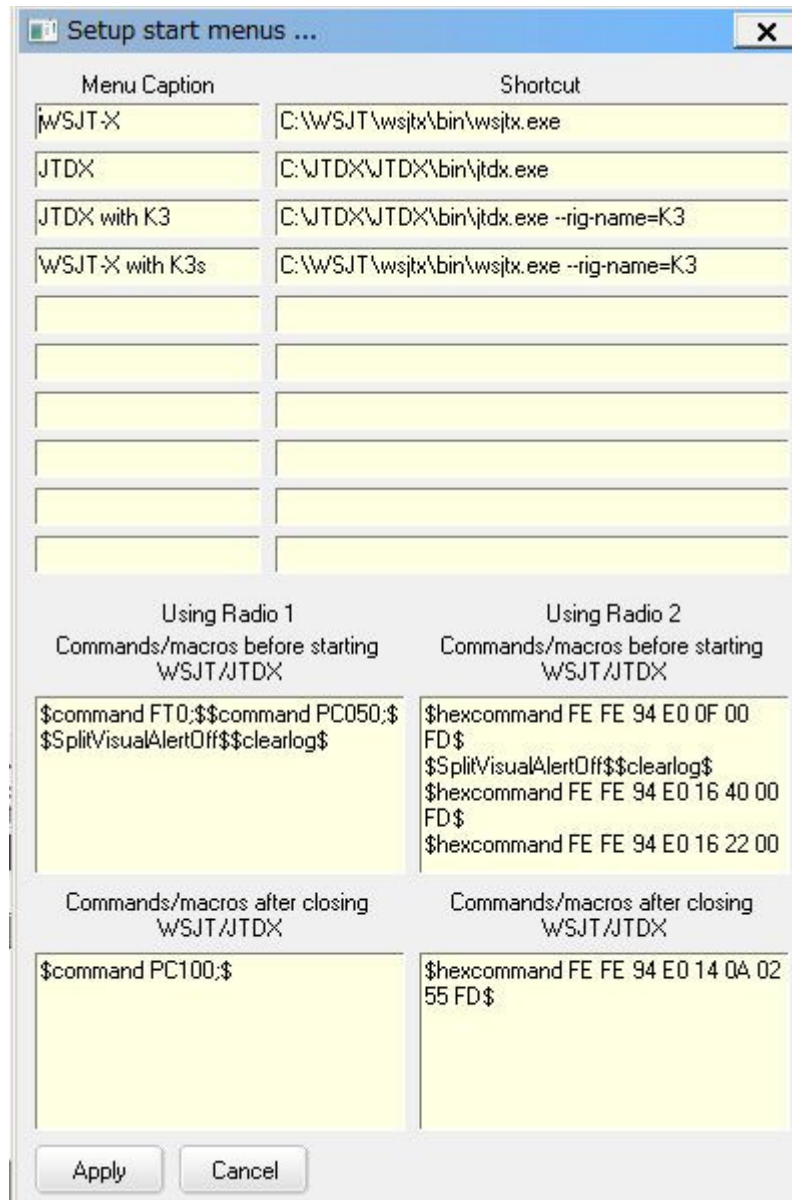 Setup start menus ...
Menu Caption Shortcut
WSJT-X C:\WSJT\wsjtx\bin\wsjtx.exe
JTDX C:\JTDX\JTDX\bin\jtdx.exe
JTDX with K3 C:\JTDX\JTDX\bin\jtdx.exe --rig-name=K3
WSJT-X with K3s C:\WSJT\wsjtx\bin\wsjtx.exe --rig-name=K3
Using Radio 1
Commands/macros before starting
WSJT/JTDX
$command FT0;$$command PC050;$
$SplitVisualAlertOff$$clearlog$
Using Radio 2
Commands/macros before starting
WSJT/JTDX
$hexcommand FE FE 94 E0 0F 00
FD$
$SplitVisualAlertOff$$clearlog$
$hexcommand FE FE 94 E0 16 40 00
FD$
$hexcommand FE FE 94 E0 16 22 00
Commands/macros after closing
WSJT/JTDX
$command PC100;$
Commands/macros after closing
WSJT/JTDX
$hexcommand FE FE 94 E0 14 0A 02
55 FD$
Apply Cancel